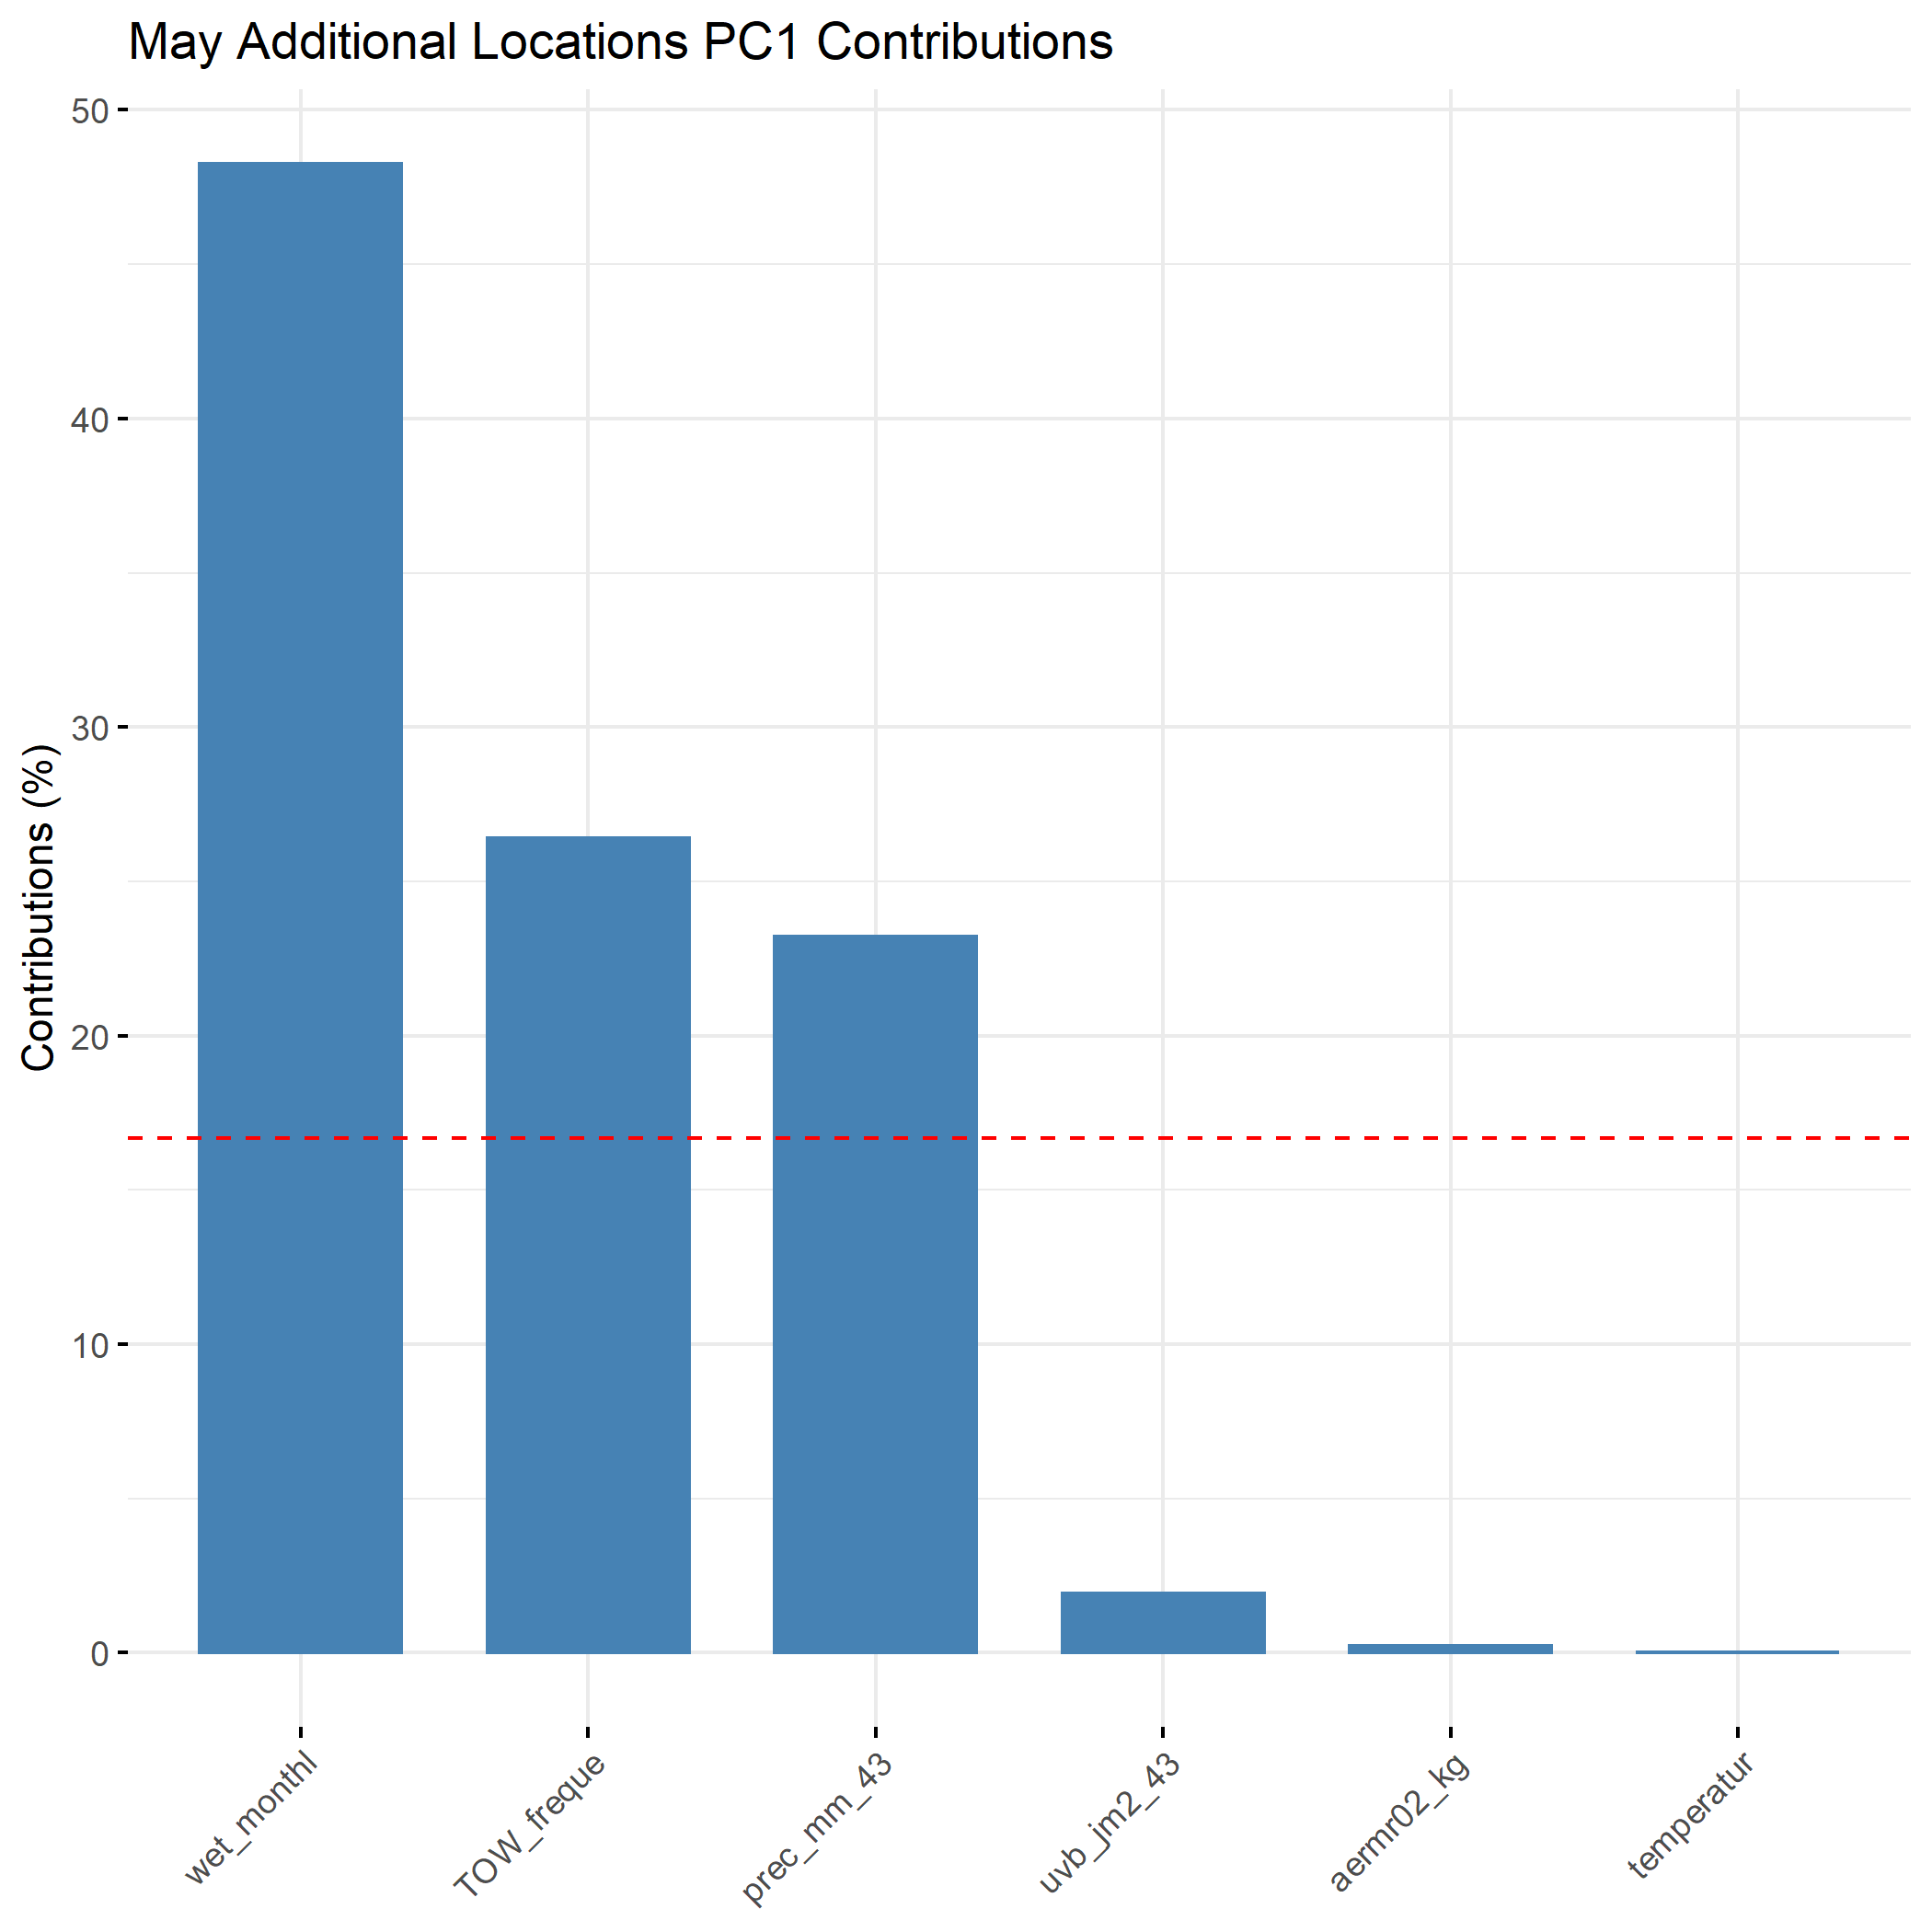 May Additional Locations PC1 Contributions
Contributions (%)
50
40
30
20
10
0
wet_monthl
TOW_freque
prec_mm_43
uvb_jm2_43
aermr02_kg
temperatur